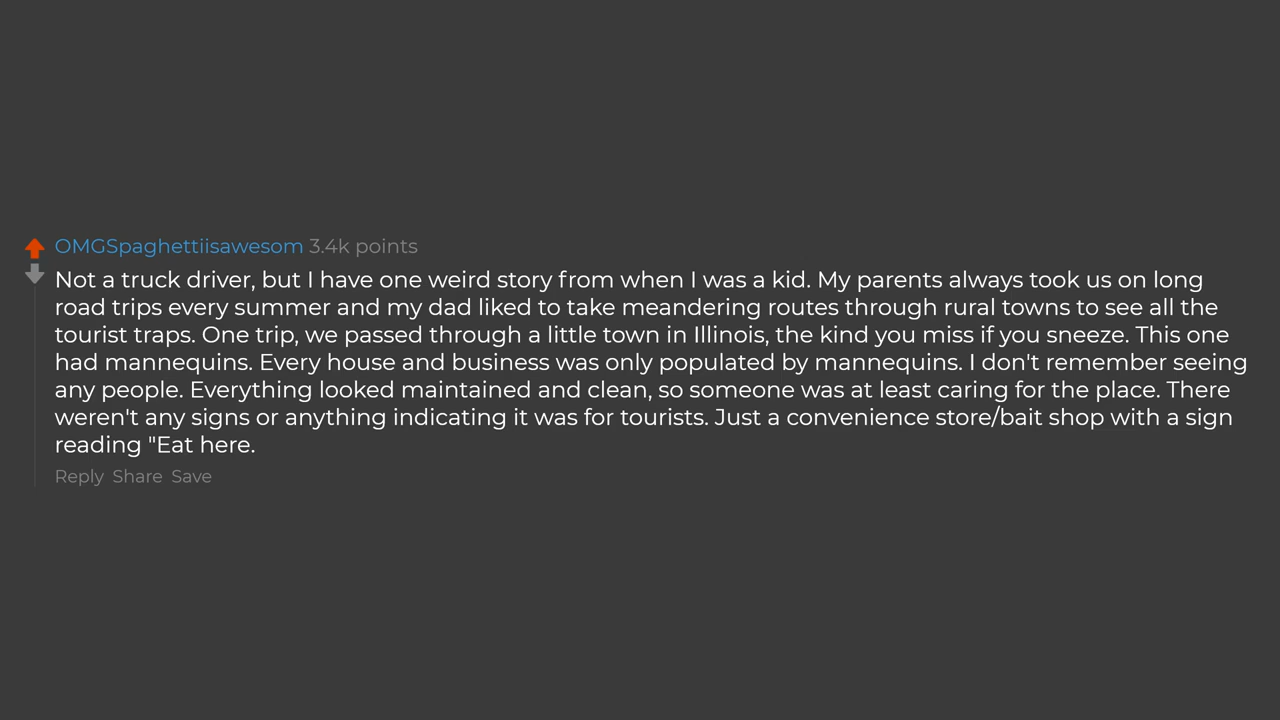 OMGSpaghettiisawesom 3.4k points
Not a truck driver, but I have one weird story from when I was a kid. My parents always took us on long
road trips every summer and my dad liked to take meandering routes through rural towns to see all the
tourist traps. One trip, we passed through a little town in Illinois, the kind you miss if you sneeze. This one
had mannequins. Every house and business was only populated by mannequins. I don't remember seeing
any people. Everything looked maintained and clean, so someone was at least caring for the place. There
weren't any signs or anything indicating it was for tourists. Just a convenience store/bait shop with a sign
reading "Eat here.
Reply Share Save